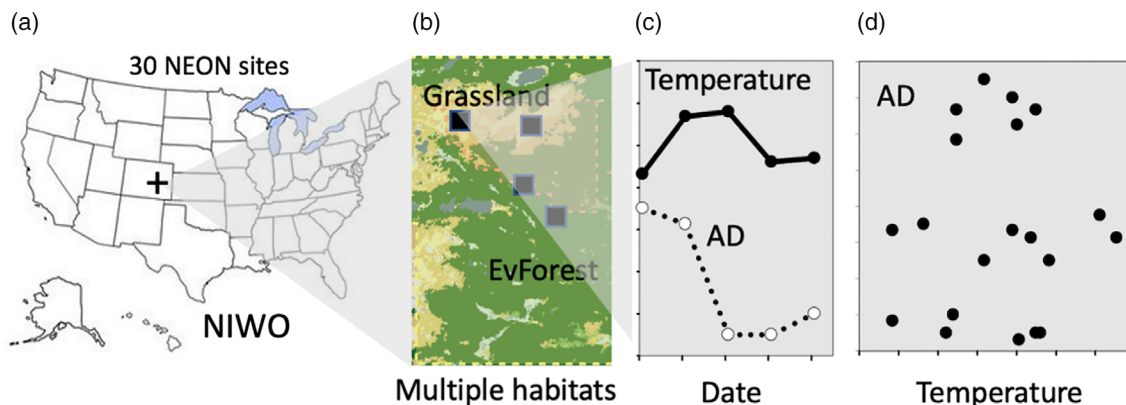 (a)
(b)
(c)
(d)
30 NEON sites
NIWO
Grassland
EvForest
Multiple habitats
Temperature
AD
Date
AD
Temperature